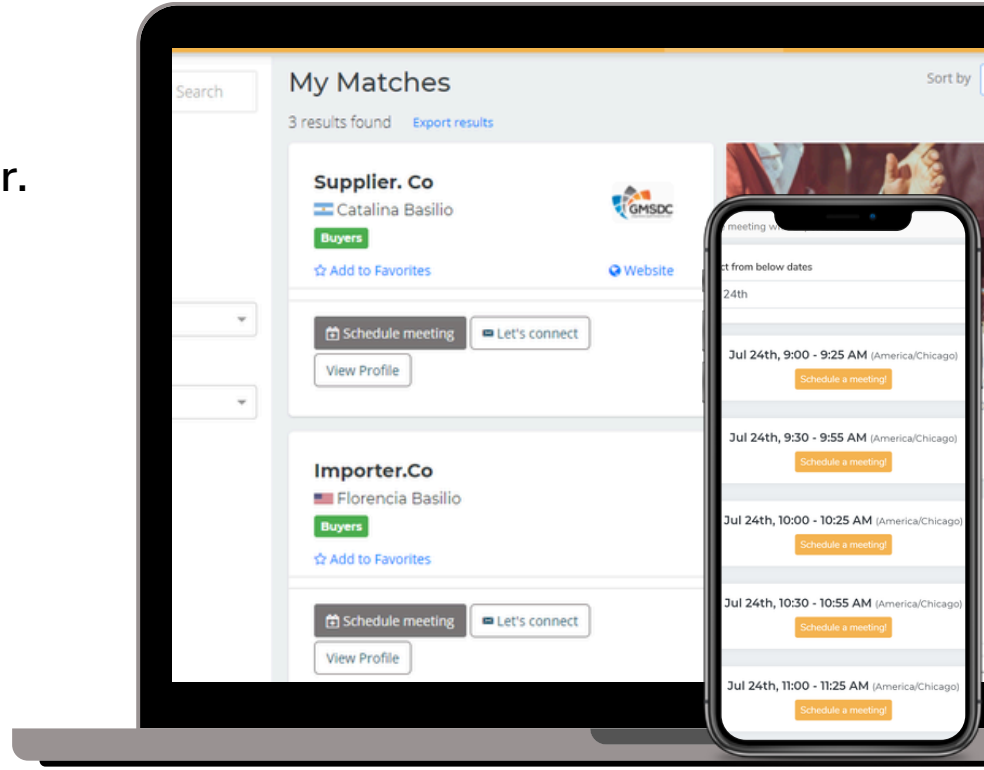 r.
Search
My Matches
Sort by
3 results found Export results
Supplier. Co
Catalina Basilio
GMSDC
Buyers
Add to Favorites
Website
Schedule meeting
Let's connect
View Profile
Importer.Co
Florencia Basilio
Buyers
Add to Favorites
Schedule meeting
Let's connect
View Profile
meeting
from below dates
24th
Jul 24th, 9:00 - 9:25 AM (America/Chicago)
Schedule a meeting!
Jul 24th, 9:30 - 9:55 AM (America/Chicago)
Schedule a meeting!
Jul 24th, 10:00 - 10:25 AM (America/Chicago)
Schedule a meeting!
Jul 24th, 10:30 - 10:55 AM (America/Chicago)
Schedule a meeting!
Jul 24th, 11:00 - 11:25 AM (America/Chicago)
Schedule a meeting!